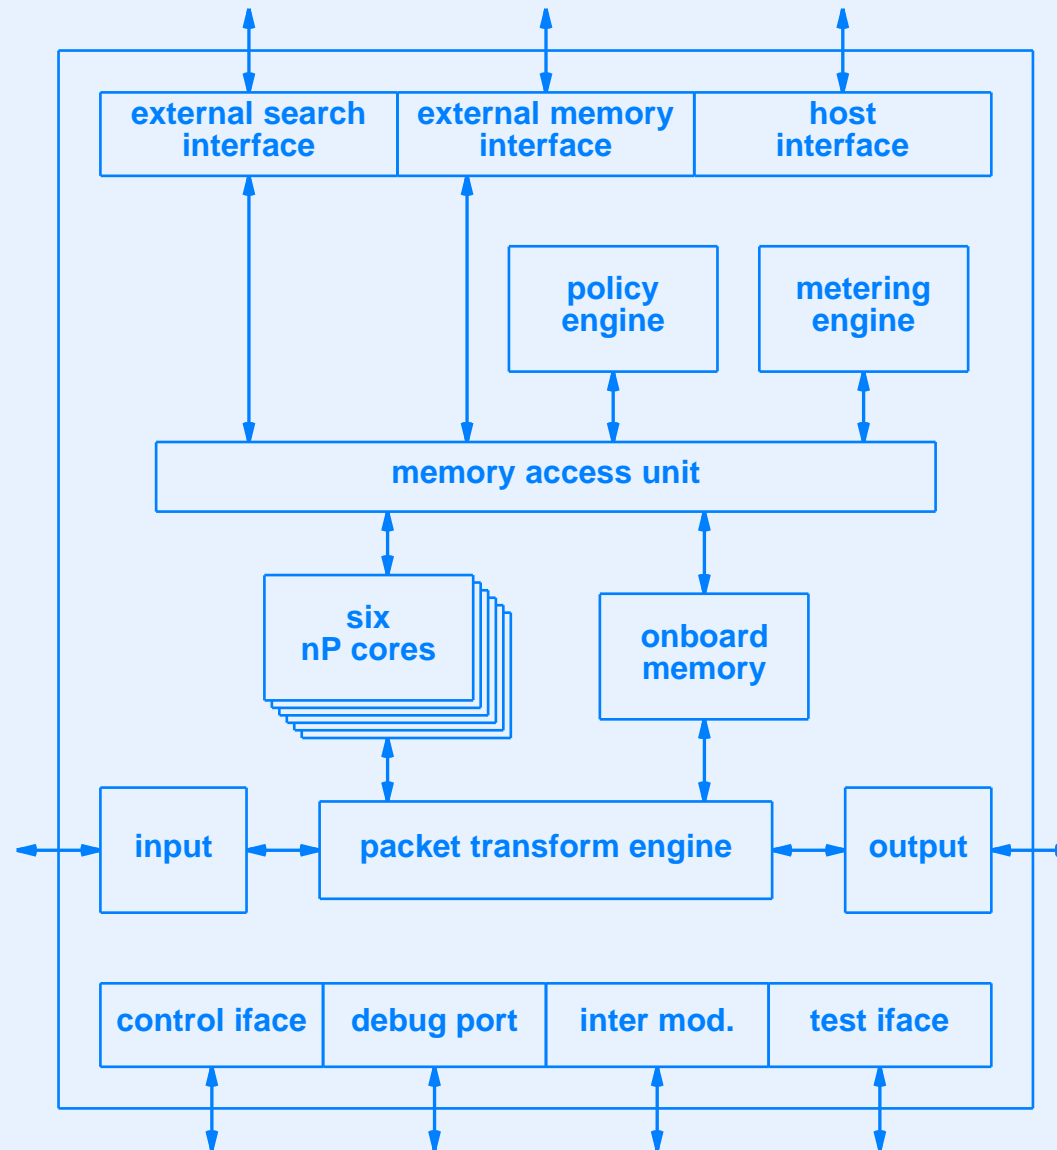 external search
interface
external memory
interface
host
interface
policy
engine
metering
engine
memory access unit
six
nP cores
onboard
memory
input
packet transform engine
output
control iface
debug port
inter mod.
test iface